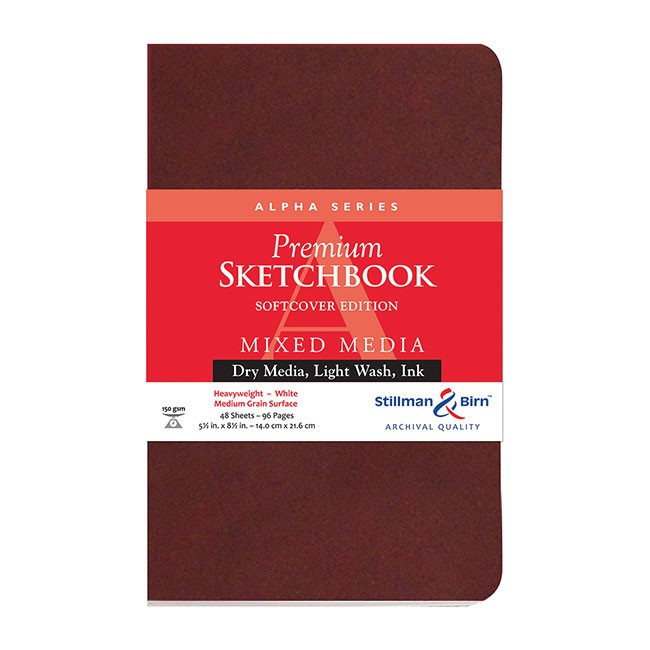 ALPHA SERIES
Premium
SKETCHBOOK
SOFTCOVER EDITION
A
MIXED MEDIA
Dry Media, Light Wash, Ink
150 gsm
Heavyweight – White
Medium Grain Surface
48 Sheets – 96 Pages
5½ in. x 8½ in. – 14.0 cm x 21.6 cm
Stillman & Birn™
ARCHIVAL QUALITY